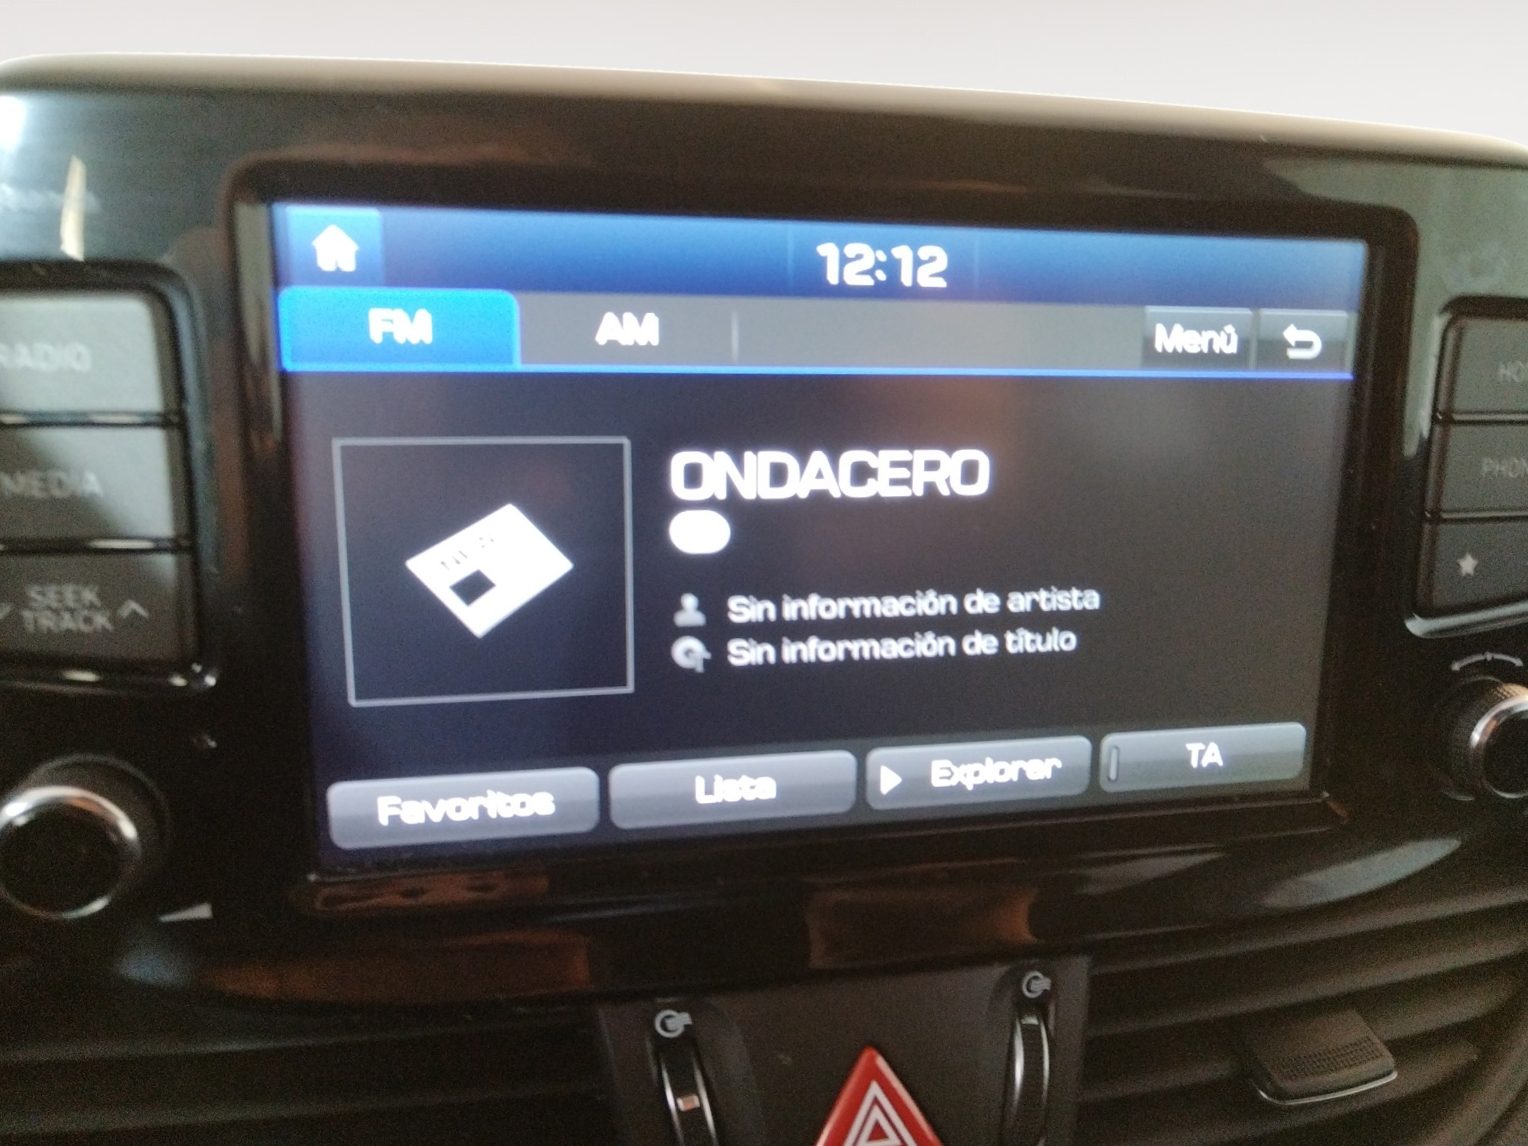 12:12
FM AM Menú
RADIO
MEDIA
SEEK
TRACK
ONDACERO
Sin información de artista
Sin información de título
Favoritos Lista Explorar TA